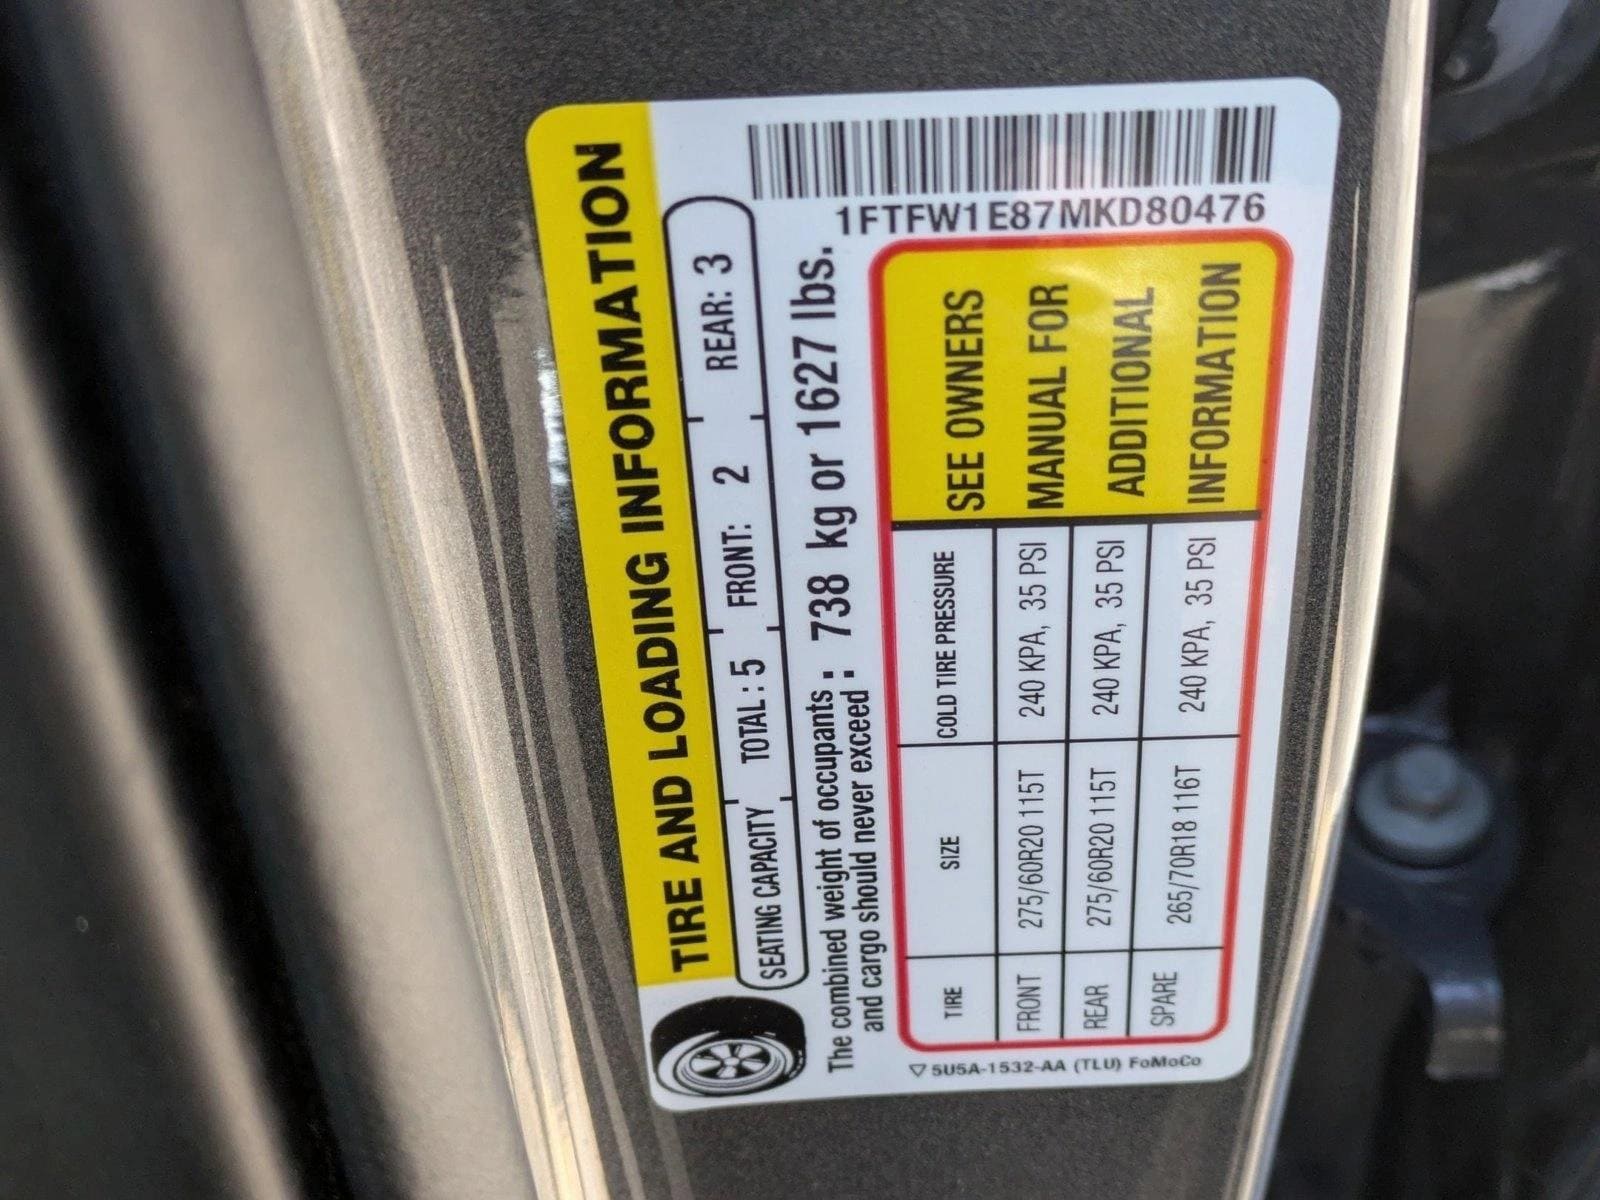 TIRE AND LOADING INFORMATION
SEATING CAPACITY TOTAL : 5 FRONT: 2 REAR: 3
The combined weight of occupants and cargo should never exceed : 738 kg or 1627 lbs.
1FTFW1E87MKD80476
TIRE SIZE COLD TIRE PRESSURE
FRONT 275/60R20 115T 240 KPA, 35 PSI
REAR 275/60R20 115T 240 KPA, 35 PSI
SPARE 265/70R18 116T 240 KPA, 35 PSI
SEE OWNERS
MANUAL FOR
ADDITIONAL
INFORMATION
5U5A-1532-AA (TLU) FoMoCo